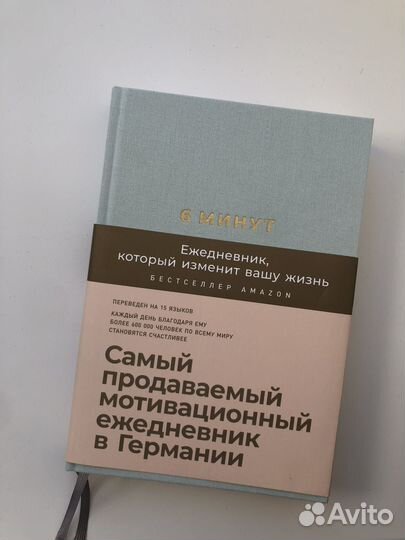 6 МИНУТ
Ежедневник,
который изменит вашу жизнь
БЕСТСЕЛЛЕР AMAZON
ПЕРЕВЕДЕН НА 15 ЯЗЫКОВ
КАЖДЫЙ ДЕНЬ БЛАГОДАРЯ ЕМУ
БОЛЕЕ 600 000 ЧЕЛОВЕК ПО ВСЕМУ МИРУ
СТАНОВЯТСЯ СЧАСТЛИВЕЕ
Самый
продаваемый
мотивационный
ежедневник
в Германии
Avito